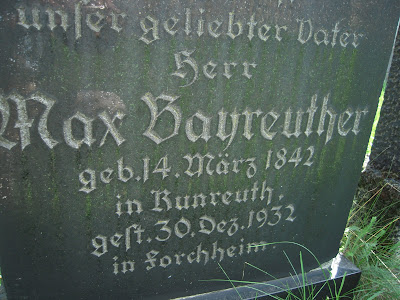 unser geliebter Vater
Herr
Max Bayreuther
geb. 14. März 1842
in Kunreuth;
gest. 30. Dez. 1932
in Forchheim